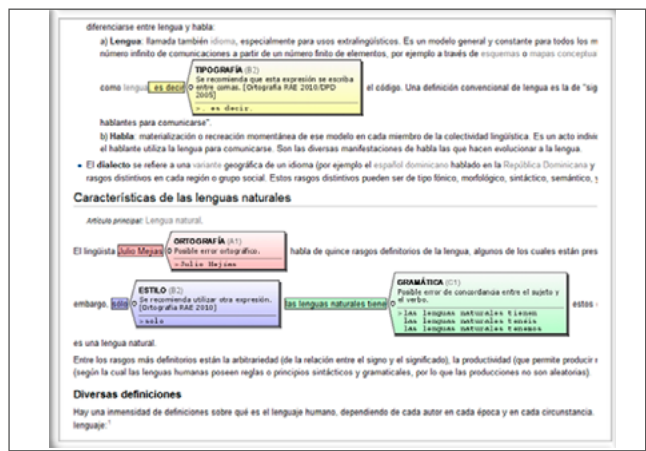 diferenciarse entre lengua y habla:
a) Lengua: llamada también idioma, especialmente para usos extralingüísticos. Es un modelo general y constante para todos los m
número infinito de comunicaciones a partir de un número finito de elementos, por ejemplo a través de esquemas o mapas conceptua
TIPOGRAFÍA (B2)
Se recomienda que esta expresión se escriba
entre comas. [Ortografía RAE 2010/DPD
2005]
>. es decir.
como lengua, es decir el código. Una definición convencional de lengua es la de "sig
hablantes para comunicarse".
b) Habla: materialización o recreación momentánea de ese modelo en cada miembro de la colectividad lingüística. Es un acto indivi
el hablante utiliza la lengua para comunicarse. Son las diversas manifestaciones de habla las que hacen evolucionar a la lengua.
• El dialecto se refiere a una variante geográfica de un idioma (por ejemplo el español dominicano hablado en la República Dominicana y
rasgos distintivos en cada región o grupo social. Estos rasgos distintivos pueden ser de tipo fónico, morfológico, sintáctico, semántico, y
Características de las lenguas naturales
Artículo principal: Lengua natural.
ORTOGRAFÍA (A1)
Posible error ortográfico.
>Julio Mejías
El lingüista Julio Mejias habla de quince rasgos definitorios de la lengua, algunos de los cuales están pres
ESTILO (B2)
Se recomienda utilizar otra expresión.
[Ortografía RAE 2010]
>solo
GRAMÁTICA (C1)
Posible error de concordancia entre el sujeto y
el verbo.
>las lenguas naturales tienen
las lenguas naturales tenéis
las lenguas naturales tenemos
embargo, sólo las lenguas naturales tiene estos
es una lengua natural.
Entre los rasgos más definitorios están la arbitrariedad (de la relación entre el signo y el significado), la productividad (que permite producir
(según la cual las lenguas humanas poseen reglas o principios sintácticos y gramaticales, por lo que las producciones no son aleatorias).
Diversas definiciones
Hay una inmensidad de definiciones sobre qué es el lenguaje humano, dependiendo de cada autor en cada época y en cada circunstancia.
lenguaje:1